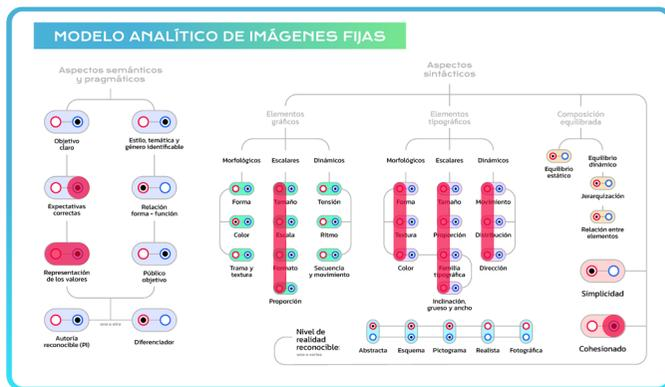 MODELO ANALÍTICO DE IMÁGENES FIJAS
Aspectos semánticos
y pragmáticos
Objetivo
claro
Estilo, temática y
género identificable
Expectativas
correctas
Relación
forma - función
Representación
de los valores
Público
objetivo
una u otra
Autoría
reconocible (PI)
Diferenciador
Aspectos
sintácticos
Elementos
gráficos
Morfológicos
Escalares
Dinámicos
Forma
Tamaño
Tensión
Color
Escala
Ritmo
Trama y
textura
Formato
Secuencia
y movimiento
Proporción
Elementos
tipográficos
Morfológicos
Escalares
Dinámicos
Forma
Tamaño
Movimiento
Textura
Proporción
Distribución
Color
Familia
tipográfica
Dirección
Inclinación,
grueso y ancho
Composición
equilibrada
Equilibrio
estático
Equilibrio
dinámico
Jerarquización
Relación entre
elementos
Simplicidad
Cohesionado
Nivel de
realidad
reconocible:
una o varias
Abstracta
Esquema
Pictograma
Realista
Fotográfica